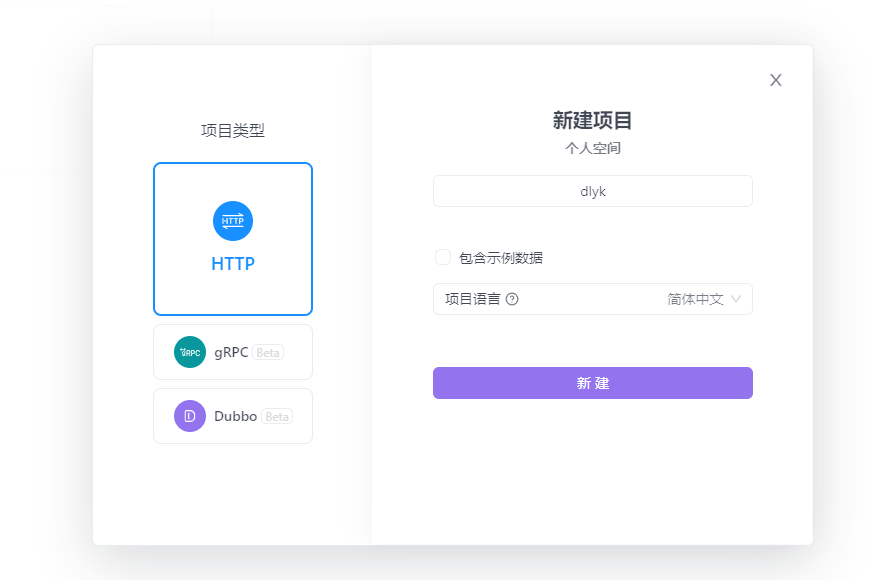 项目类型
HTTP
HTTP
gRPC
gRPC Beta
D
Dubbo Beta
X
新建项目
个人空间
dlyk
包含示例数据
项目语言 ? 简体中文
新建